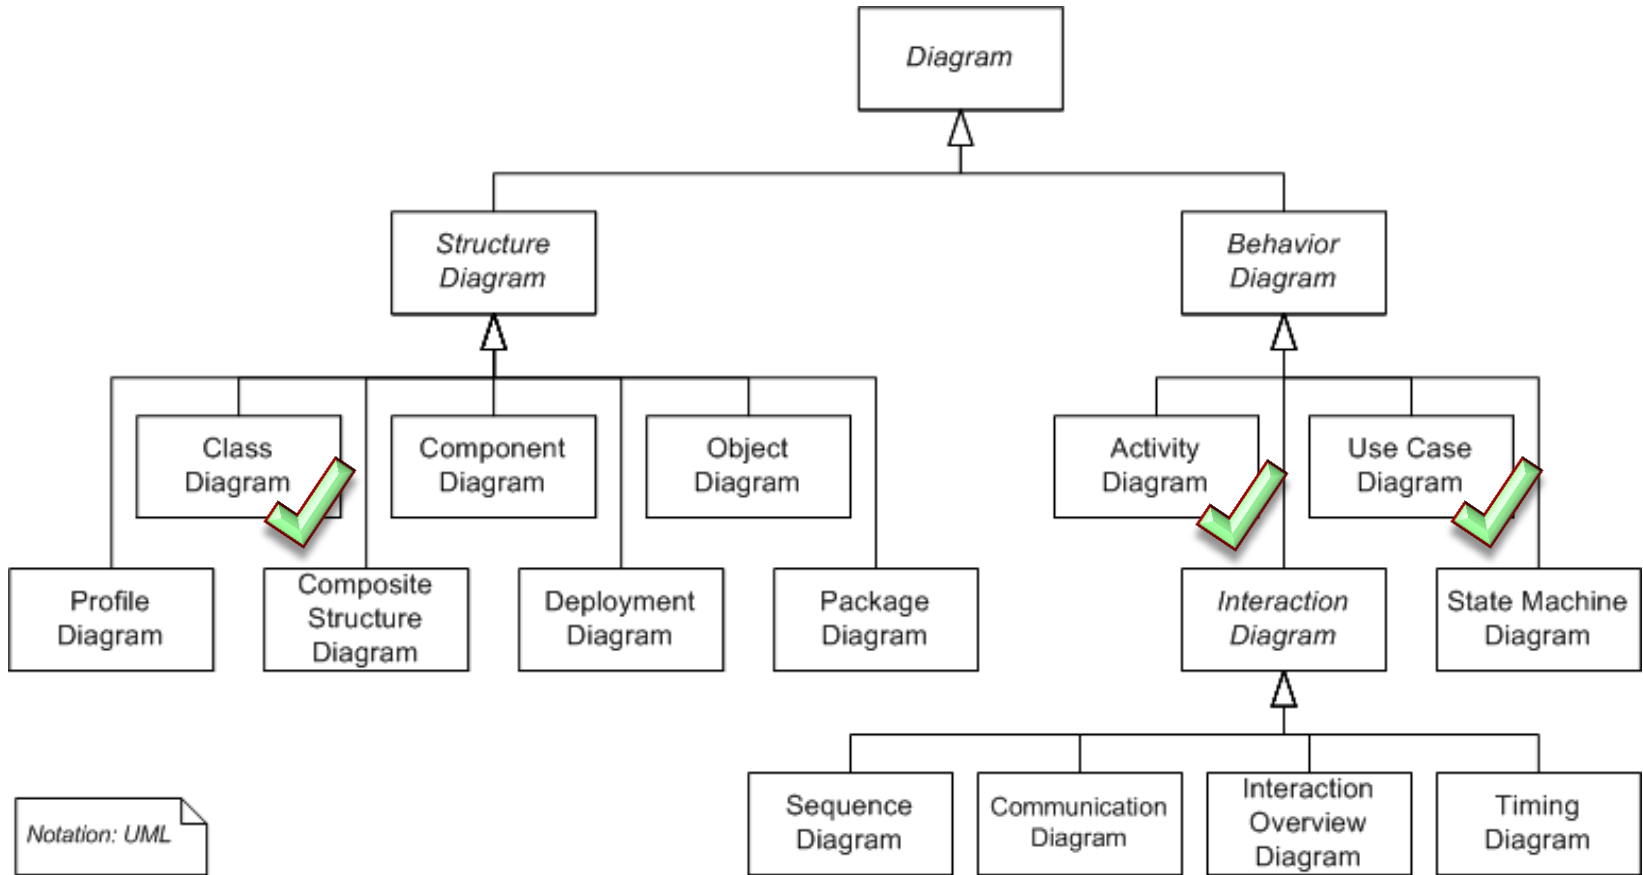 Diagram
Structure
Diagram
Behavior
Diagram
Class
Diagram
Component
Diagram
Object
Diagram
Activity
Diagram
Use Case
Diagram
Profile
Diagram
Composite
Structure
Diagram
Deployment
Diagram
Package
Diagram
Interaction
Diagram
State Machine
Diagram
Sequence
Diagram
Communication
Diagram
Interaction
Overview
Diagram
Timing
Diagram
Notation: UML